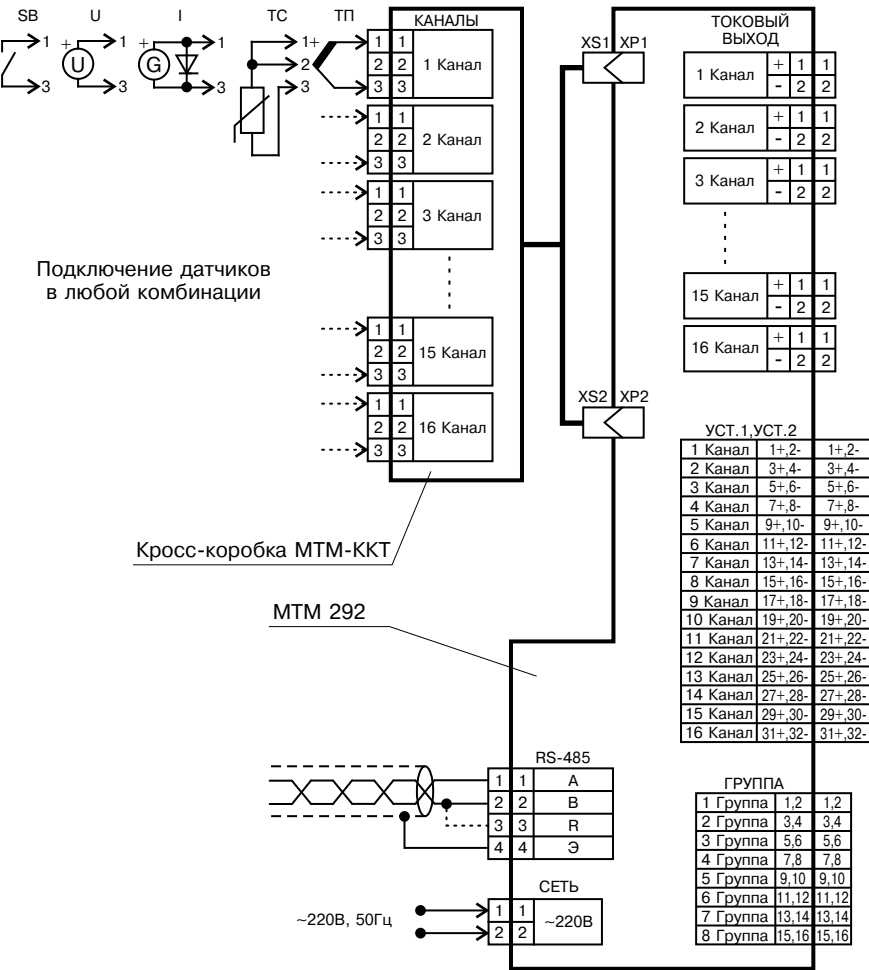 SB U I ТС ТП
КАНАЛЫ
1 1+ 1 1 1
2 2 2 1 Канал
3 3 3 3 3 3
+ U + G
1 1
2 2 2 Канал
3 3
1 1
2 2 3 Канал
3 3
1 1
2 2 15 Канал
3 3
1 1
2 2 16 Канал
3 3
Подключение датчиков
в любой комбинации
Кросс-коробка МТМ-ККТ
МТМ 292
XS1 XP1
XS2 XP2
ТОКОВЫЙ
ВЫХОД
1 Канал + 1 1
- 2 2
2 Канал + 1 1
- 2 2
3 Канал + 1 1
- 2 2
15 Канал + 1 1
- 2 2
16 Канал + 1 1
- 2 2
УСТ.1,УСТ.2
1 Канал 1+,2- 1+,2-
2 Канал 3+,4- 3+,4-
3 Канал 5+,6- 5+,6-
4 Канал 7+,8- 7+,8-
5 Канал 9+,10- 9+,10-
6 Канал 11+,12- 11+,12-
7 Канал 13+,14- 13+,14-
8 Канал 15+,16- 15+,16-
9 Канал 17+,18- 17+,18-
10 Канал 19+,20- 19+,20-
11 Канал 21+,22- 21+,22-
12 Канал 23+,24- 23+,24-
13 Канал 25+,26- 25+,26-
14 Канал 27+,28- 27+,28-
15 Канал 29+,30- 29+,30-
16 Канал 31+,32- 31+,32-
RS-485
1 1 A
2 2 B
3 3 R
4 4 Э
СЕТЬ
~220В, 50Гц
1 1 ~220В
2 2
ГРУППА
1 Группа 1,2 1,2
2 Группа 3,4 3,4
3 Группа 5,6 5,6
4 Группа 7,8 7,8
5 Группа 9,10 9,10
6 Группа 11,12 11,12
7 Группа 13,14 13,14
8 Группа 15,16 15,16